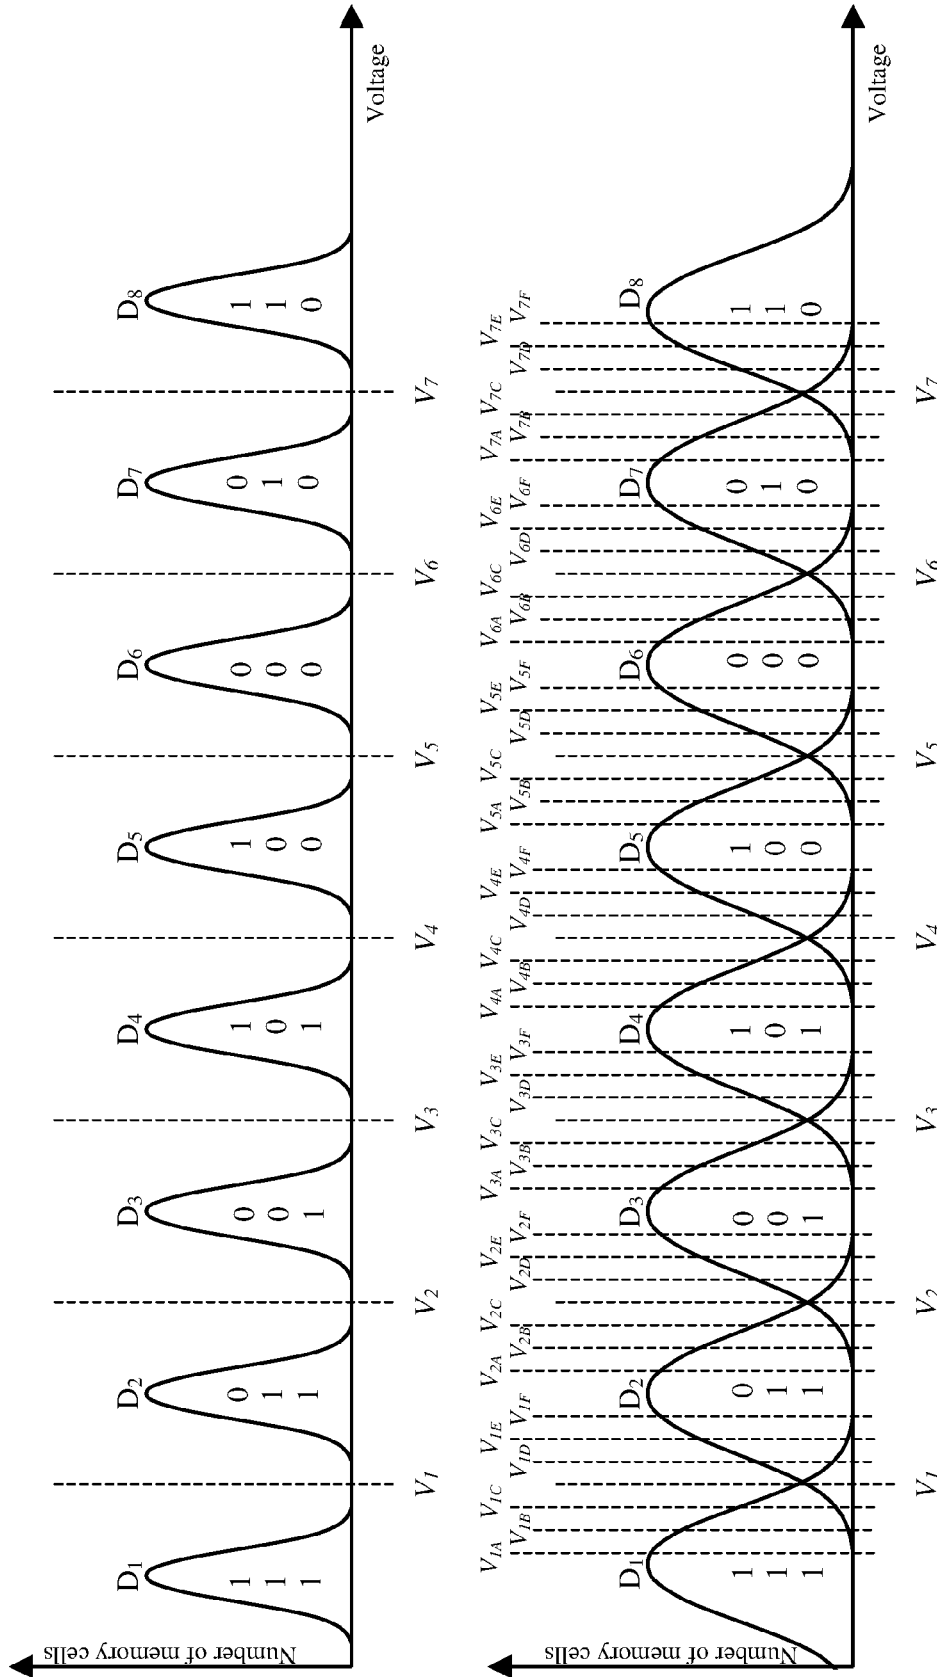 Number of memory cells
D₁ D₂ D₃ D₄ D₅ D₆ D₇ D₈
1 0 0 1 1 0 0 1
1 1 0 0 0 0 1 1
1 1 1 1 0 0 0 0
Voltage
V₁ V₂ V₃ V₄ V₅ V₆ V₇
Number of memory cells
V1A V1C V1E V2A V2C V2E V3A V3C V3E V4A V4C V4E V5A V5C V5E V6A V6C V6E V7A V7C V7E
V1B V1D V1F V2B V2D V2F V3B V3D V3F V4B V4D V4F V5B V5D V5F V6B V6D V6F V7B V7D V7F
D₁ D₂ D₃ D₄ D₅ D₆ D₇ D₈
1 0 0 1 1 0 0 1
1 1 0 0 0 0 1 1
1 1 1 1 0 0 0 0
Voltage
V₁ V₂ V₃ V₄ V₅ V₆ V₇